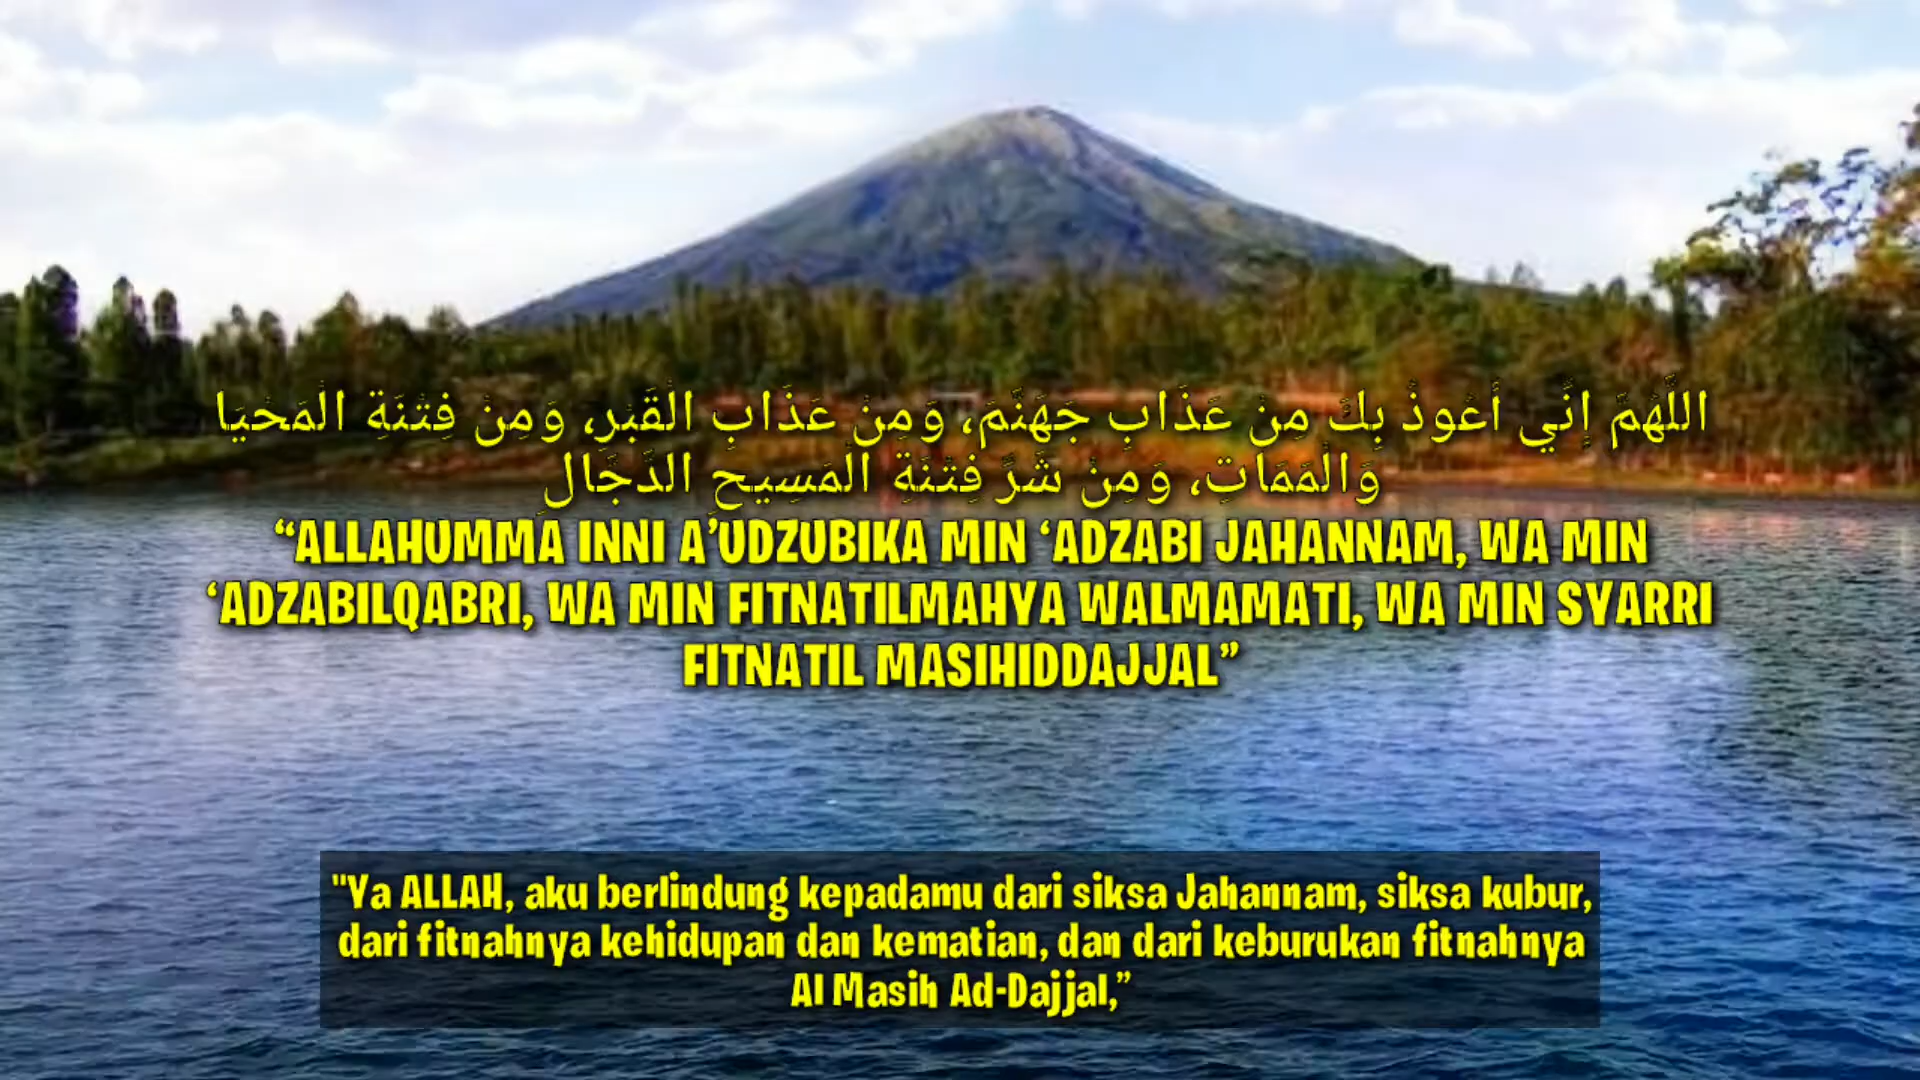 اللَّهُمَّ إِنَّي أَعُوذُ بِكَ مِنْ عَذَابِ جَهَنَّمَ، وَمِنْ عَذَابِ الْقَبْرِ، وَمِنْ فِتْنَةِ الْمَحْيَا
وَالْمَمَاتِ، وَمِنْ شَرَّ فِتْنَةِ الْمَسِيحِ الدَّجَالِ
“ALLAHUMMA INNI A’UDZUBIKA MIN ‘ADZABI JAHANNAM, WA MIN
‘ADZABILQABRI, WA MIN FITNATILMAHYA WALMAMATI, WA MIN SYARRI
FITNATIL MASIHIDDAJJAL”
"Ya ALLAH, aku berlindung kepadamu dari siksa Jahannam, siksa kubur,
dari fitnahnya kehidupan dan kematian, dan dari keburukan fitnahnya
Al Masih Ad-Dajjal,”